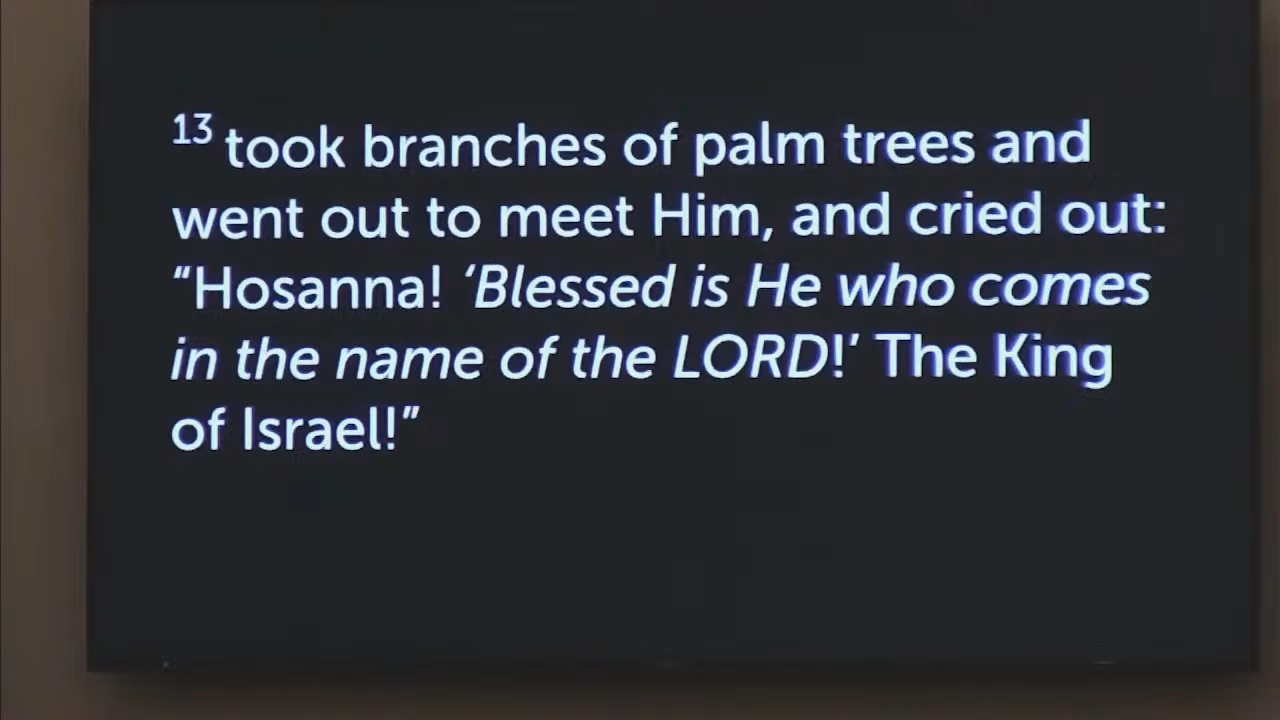 13 took branches of palm trees and
went out to meet Him, and cried out:
“Hosanna! ‘Blessed is He who comes
in the name of the LORD!’ The King
of Israel!”